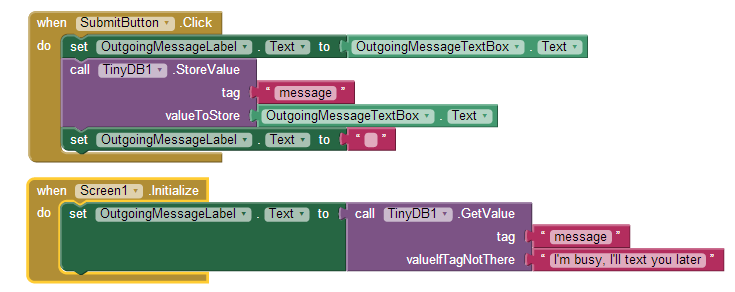 when SubmitButton .Click
do set OutgoingMessageLabel . Text to OutgoingMessageTextBox . Text
call TinyDB1 .StoreValue
tag “ message ”
valueToStore OutgoingMessageTextBox . Text
set OutgoingMessageLabel . Text to “ ”
when Screen1 .Initialize
do set OutgoingMessageLabel . Text to call TinyDB1 .GetValue
tag “ message ”
valueIfTagNotThere “ I'm busy, I'll text you later ”